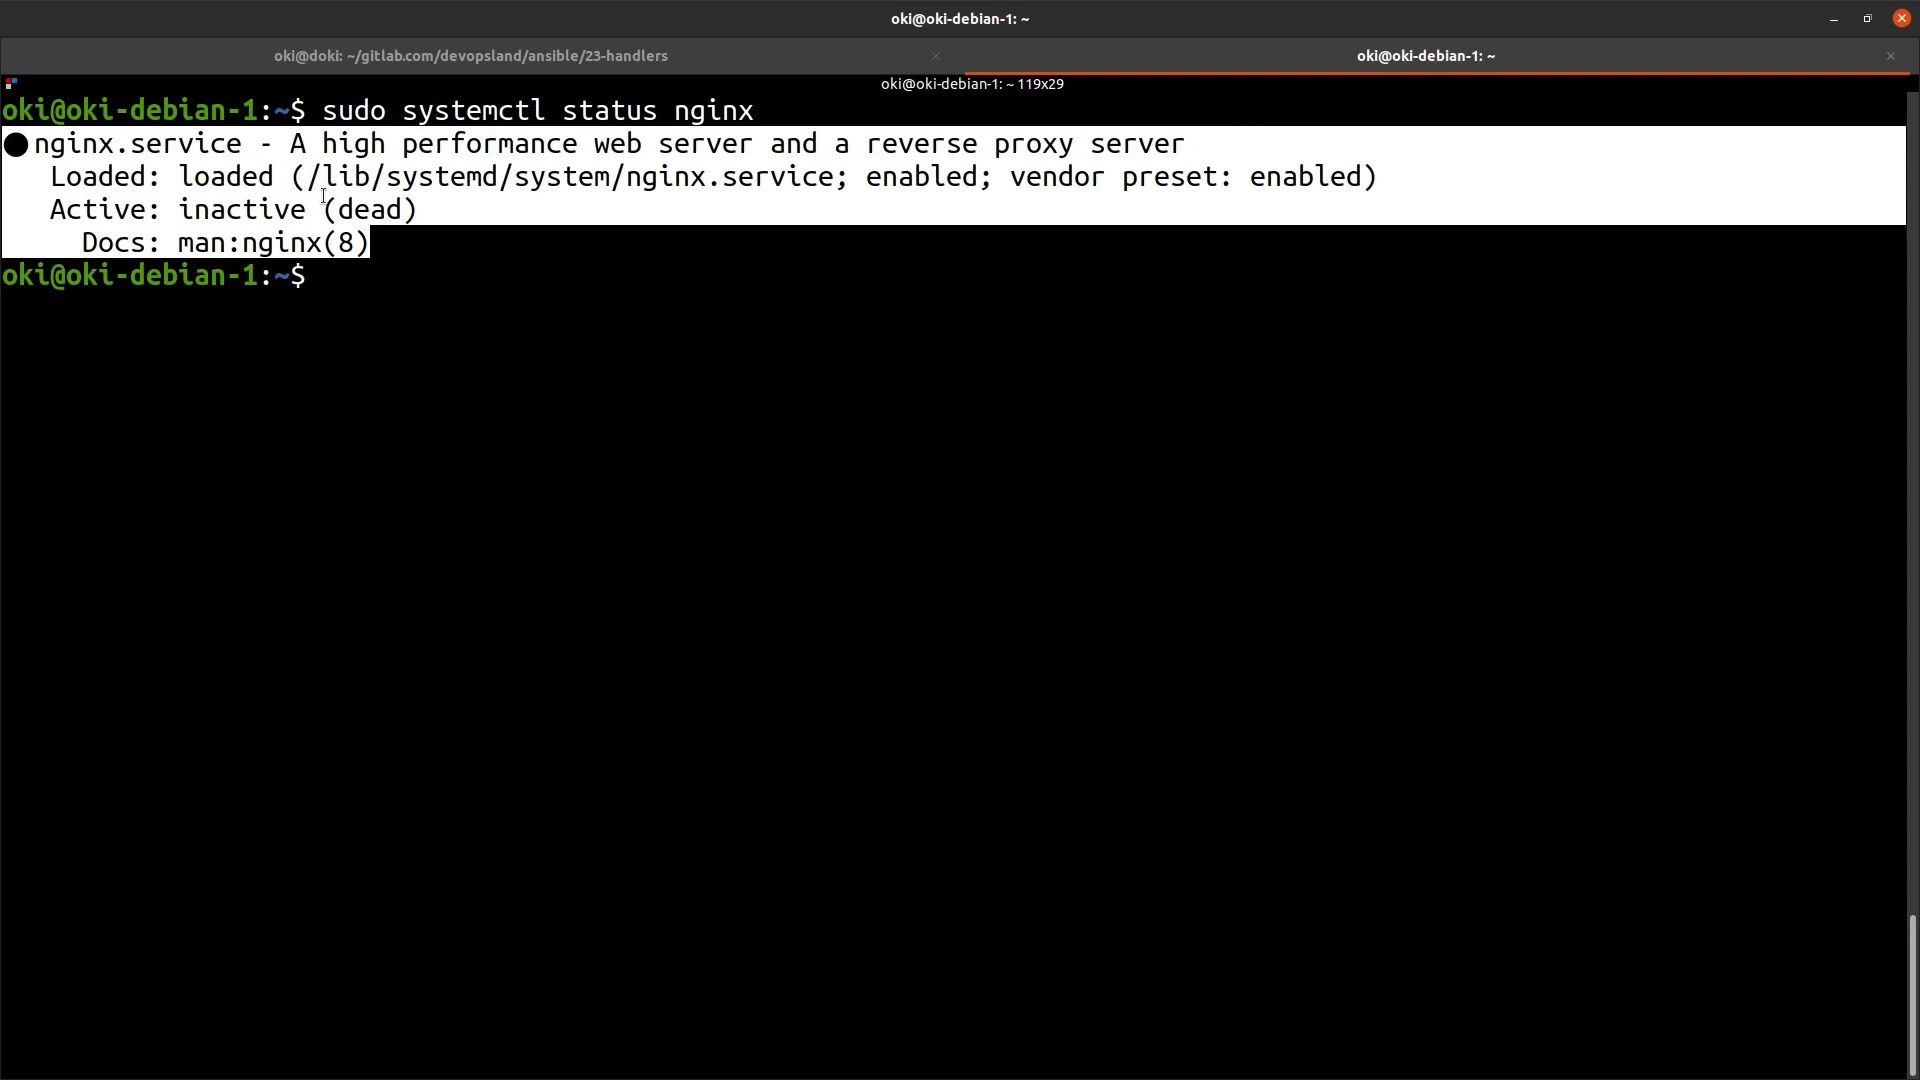 oki@oki-debian-1: ~
oki@doki: ~/gitlab.com/devopsland/ansible/23-handlers
oki@oki-debian-1: ~
oki@oki-debian-1: ~ 119x29
oki@oki-debian-1:~$ sudo systemctl status nginx
● nginx.service - A high performance web server and a reverse proxy server
   Loaded: loaded (/lib/systemd/system/nginx.service; enabled; vendor preset: enabled)
   Active: inactive (dead)
     Docs: man:nginx(8)
oki@oki-debian-1:~$